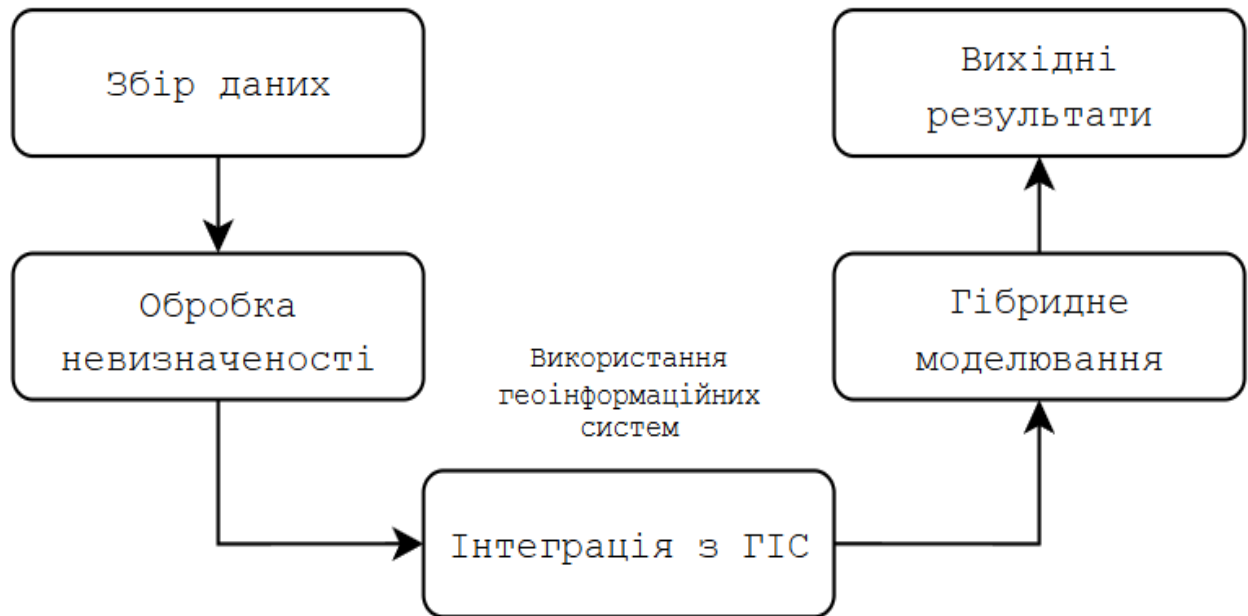 Збір даних
Обробка
невизначеності
Використання
геоінформаційних
систем
Інтеграція з ГІС
Гібридне
моделювання
Вихідні
результати